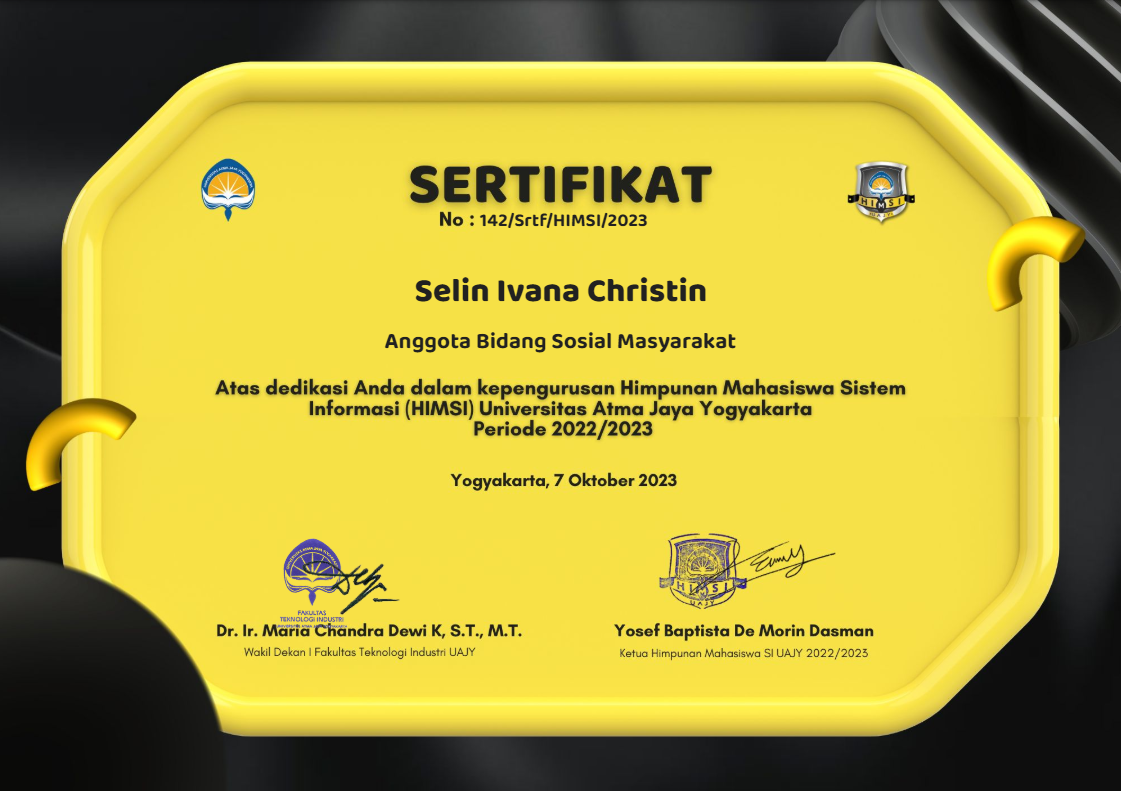 SERTIFIKAT
No : 142/Srtf/HIMSI/2023
HIMSI
Selin Ivana Christin
Anggota Bidang Sosial Masyarakat
Atas dedikasi Anda dalam kepengurusan Himpunan Mahasiswa Sistem
Informasi (HIMSI) Universitas Atma Jaya Yogyakarta
Periode 2022/2023
Yogyakarta, 7 Oktober 2023
FAKULTAS
TEKNOLOGI INDUSTRI
HIMSI
UAJY
Dr. Ir. Maria Chandra Dewi K, S.T., M.T.
Wakil Dekan I Fakultas Teknologi Industri UAJY
Yosef Baptista De Morin Dasman
Ketua Himpunan Mahasiswa SI UAJY 2022/2023